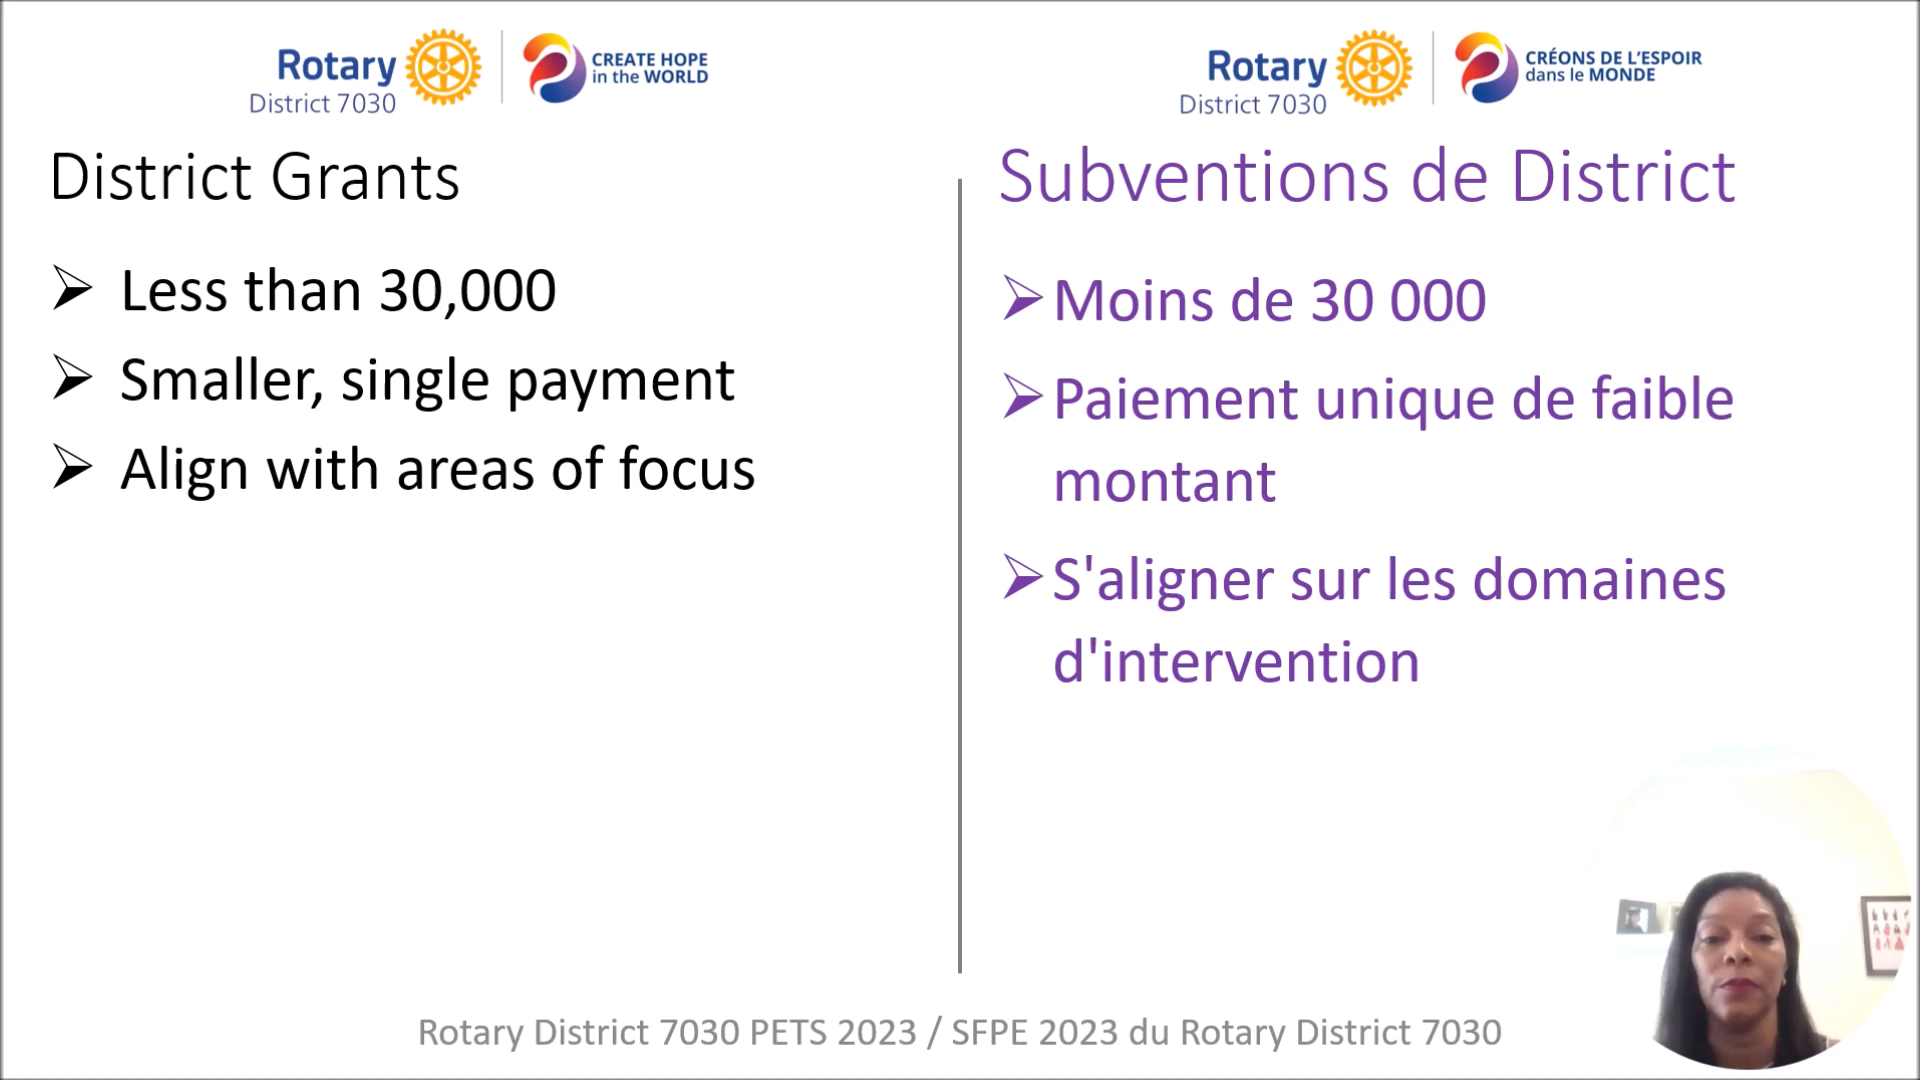 Rotary
District 7030
CREATE HOPE
in the WORLD
District Grants
Less than 30,000
Smaller, single payment
Align with areas of focus
Rotary
District 7030
CRÉONS DE L'ESPOIR
dans le MONDE
Subventions de District
Moins de 30 000
Paiement unique de faible
montant
S'aligner sur les domaines
d'intervention
Rotary District 7030 PETS 2023 / SFPE 2023 du Rotary District 7030